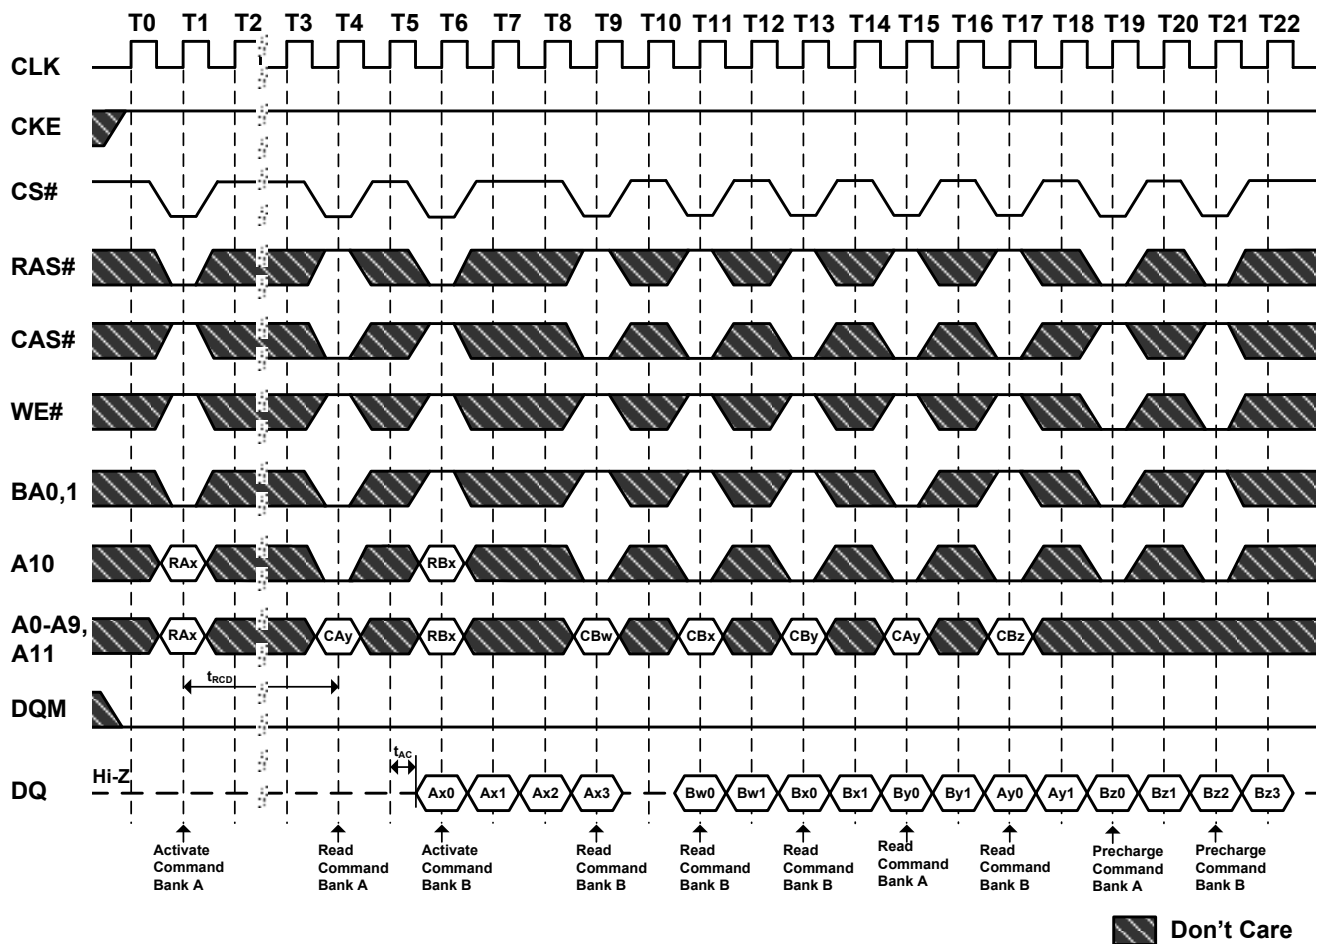 T0 T1 T2 T3 T4 T5 T6 T7 T8 T9 T10 T11 T12 T13 T14 T15 T16 T17 T18 T19 T20 T21 T22
CLK
CKE
CS#
RAS#
CAS#
WE#
BA0,1
A10 RAx RBx
A0-A9, A11 RAx CAy RBx CBw CBx CBy CAy CBz
tRCD
DQM
tAC
Hi-Z
DQ Ax0 Ax1 Ax2 Ax3 Bw0 Bw1 Bx0 Bx1 By0 By1 Ay0 Ay1 Bz0 Bz1 Bz2 Bz3
Activate Command Bank A
Read Command Bank A
Activate Command Bank B
Read Command Bank B
Read Command Bank B
Read Command Bank B
Read Command Bank A
Read Command Bank B
Precharge Command Bank A
Precharge Command Bank B
Don't Care